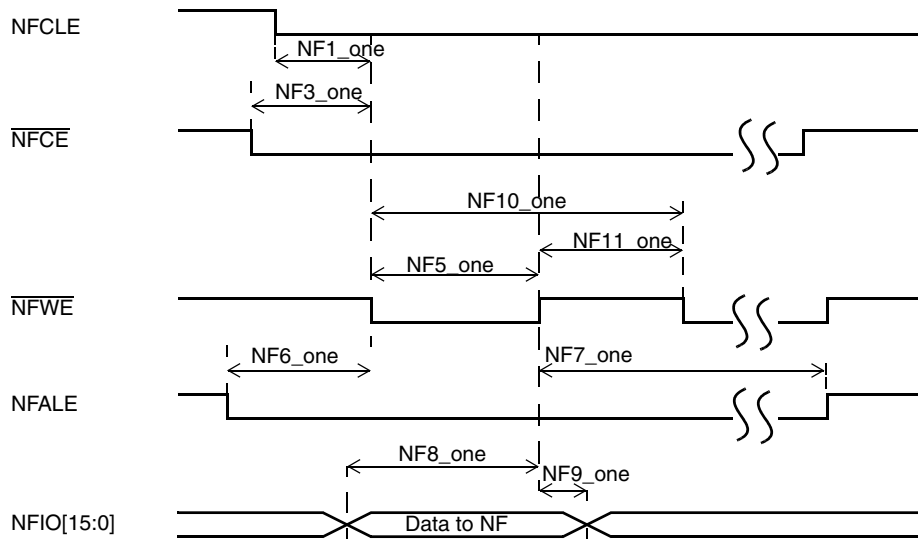 NFCLE
NF1_one
NF3_one
NFCE
NF10_one
NF11_one
NF5_one
NFWE
NF6_one
NF7_one
NFALE
NF8_one
NF9_one
NFIO[15:0]
Data to NF